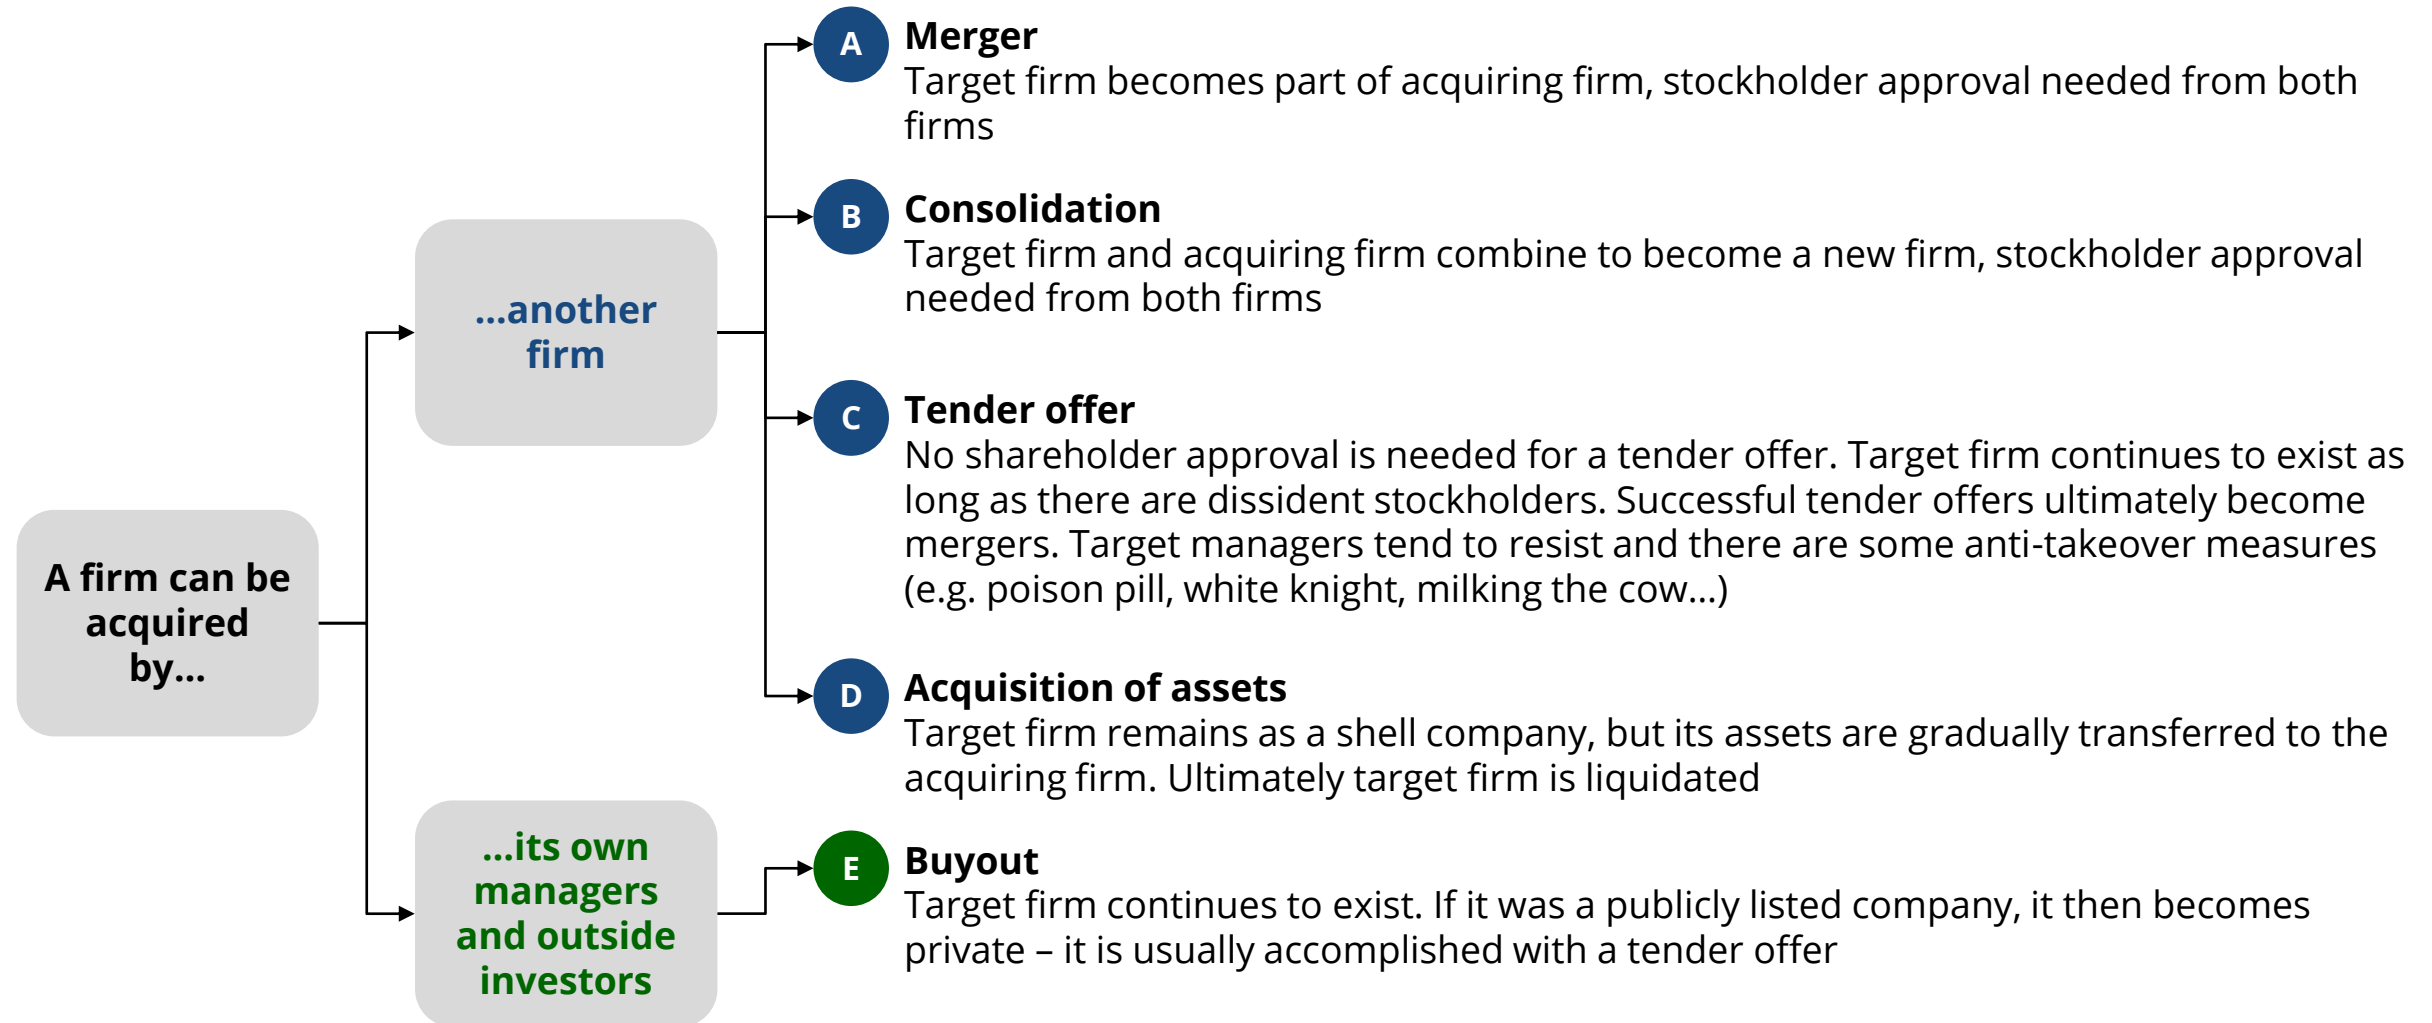 A firm can be
acquired
by...
...another
firm
A
Merger
Target firm becomes part of acquiring firm, stockholder approval needed from both
firms
B
Consolidation
Target firm and acquiring firm combine to become a new firm, stockholder approval
needed from both firms
C
Tender offer
No shareholder approval is needed for a tender offer. Target firm continues to exist as
long as there are dissident stockholders. Successful tender offers ultimately become
mergers. Target managers tend to resist and there are some anti-takeover measures
(e.g. poison pill, white knight, milking the cow...)
D
Acquisition of assets
Target firm remains as a shell company, but its assets are gradually transferred to the
acquiring firm. Ultimately target firm is liquidated
...its own
managers
and outside
investors
E
Buyout
Target firm continues to exist. If it was a publicly listed company, it then becomes
private – it is usually accomplished with a tender offer